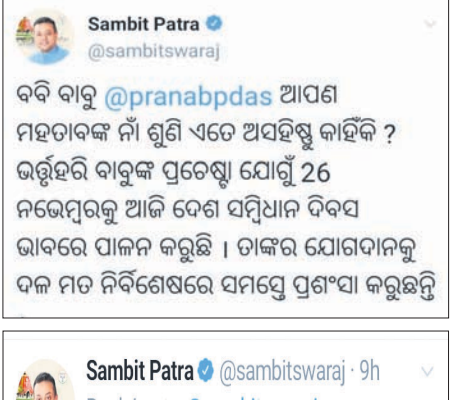 Sambit Patra
@sambitswaraj
ବବି ବାବୁ @pranabpdas ଆପଣ
ମହତାବଙ୍କ ନାଁ ଶୁଣି ଏତେ ଅସହିଷ୍ଣୁ କାହିଁକି ?
ଭର୍ତ୍ତୃହରି ବାବୁଙ୍କ ପ୍ରଚେଷ୍ଟା ଯୋଗୁଁ 26
ନଭେମ୍ବରକୁ ଆଜି ଦେଶ ସମ୍ବିଧାନ ଦିବସ
ଭାବରେ ପାଳନ କରୁଛି । ତାଙ୍କର ଯୋଗଦାନକୁ
ଦଳ ମତ ନିର୍ବିଶେଷରେ ସମସ୍ତେ ପ୍ରଶଂସା କରୁଛନ୍ତି
Sambit Patra @sambitswaraj · 9h